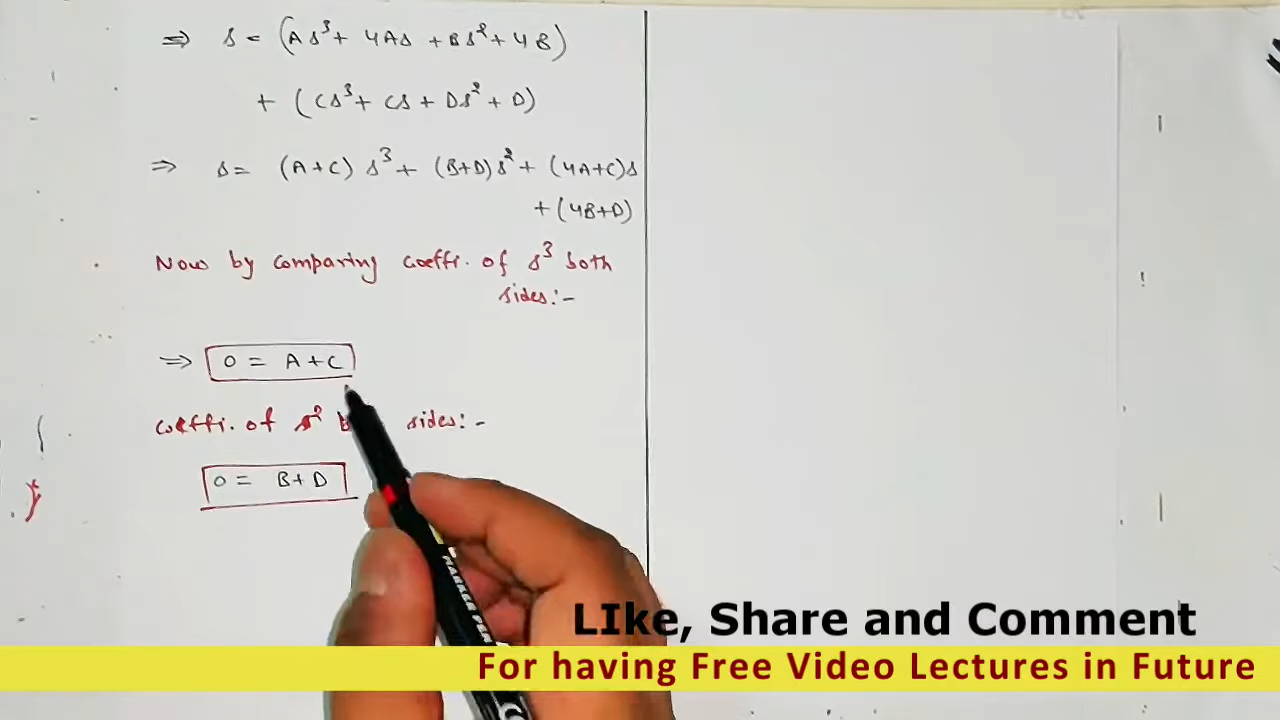 ⇒ s = (As³ + 4As + Bs² + 4B)
+ (Cs³ + Cs + Ds² + D)
⇒ s = (A+C) s³ + (B+D)s² + (4A+C)s
+ (4B+D)
Now by comparing coeffi. of s³ both
sides:-
⇒ 0 = A+C
coeffi. of s² sides:-
0 = B+D
LIke, Share and Comment
For having Free Video Lectures in Future